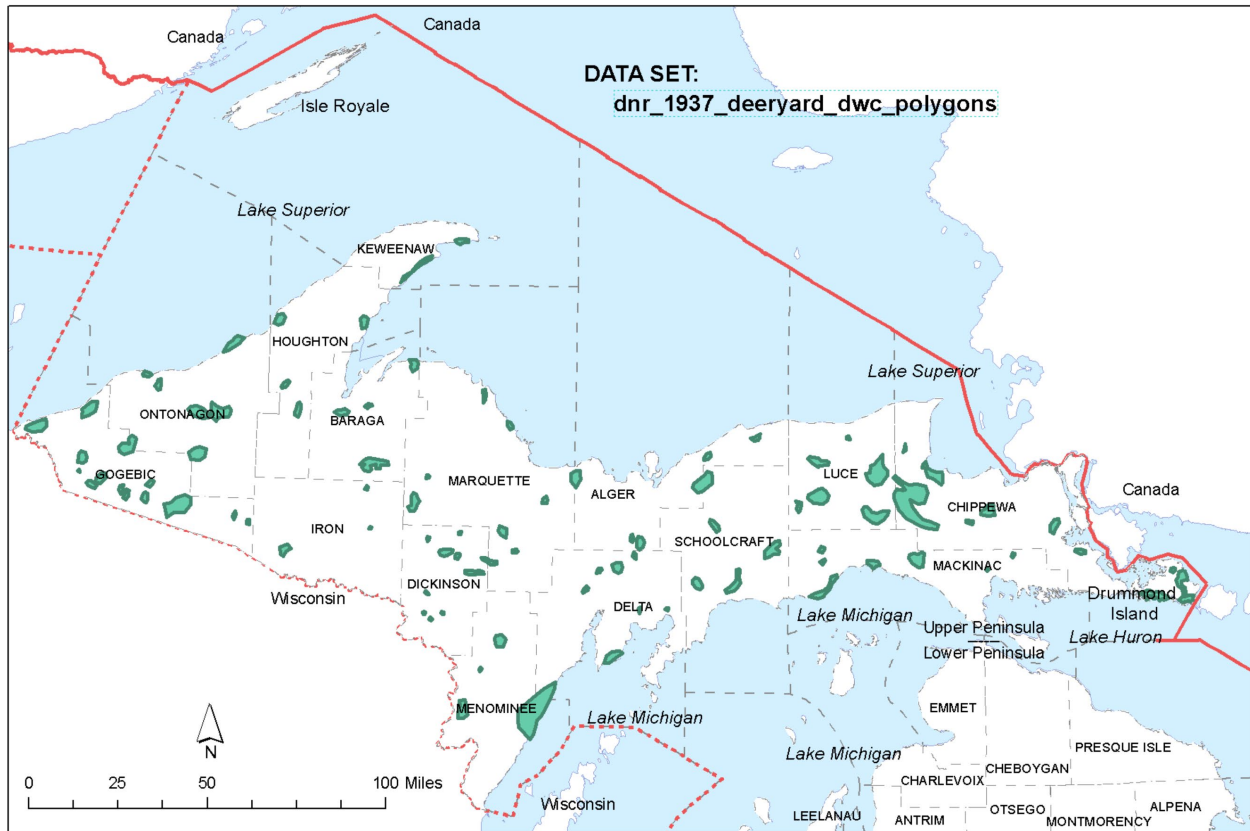 Canada
Canada
DATA SET:
dnr_1937_deeryard_dwc_polygons
Isle Royale
Lake Superior
KEWEENAW
HOUGHTON
Lake Superior
ONTONAGON
BARAGA
GOGEBIC
MARQUETTE
ALGER
LUCE
CHIPPEWA
Canada
IRON
SCHOOLCRAFT
MACKINAC
DICKINSON
Wisconsin
DELTA
Drummond
Island
Lake Michigan
Upper Peninsula
Lower Peninsula
Lake Huron
MENOMINEE
Lake Michigan
EMMET
N
Lake Michigan
PRESQUE ISLE
CHEBOYGAN
CHARLEVOIX
0 25 50 100 Miles
Wisconsin
LEELANAU
ANTRIM
OTSEGO
MONTMORENCY
ALPENA